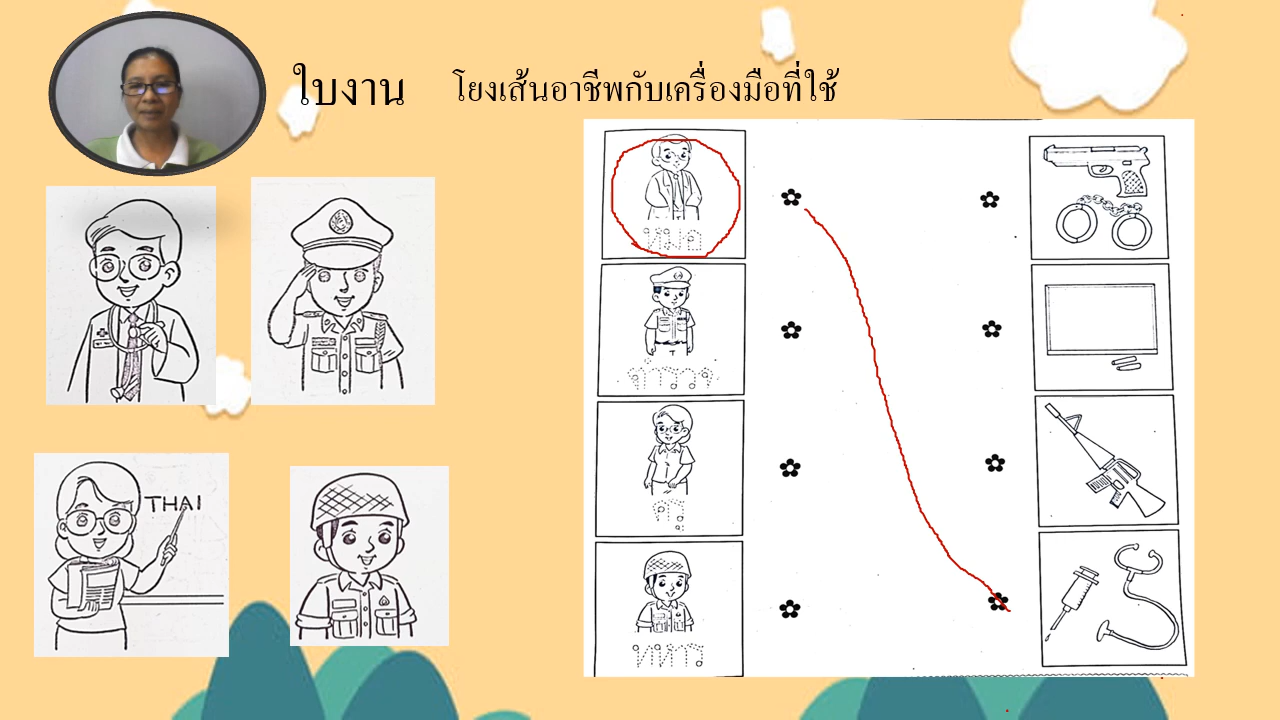 ใบงาน โยงเส้นอาชีพกับเครื่องมือที่ใช้
THAI
หมอ
ตำรวจ
ครู
ทหาร